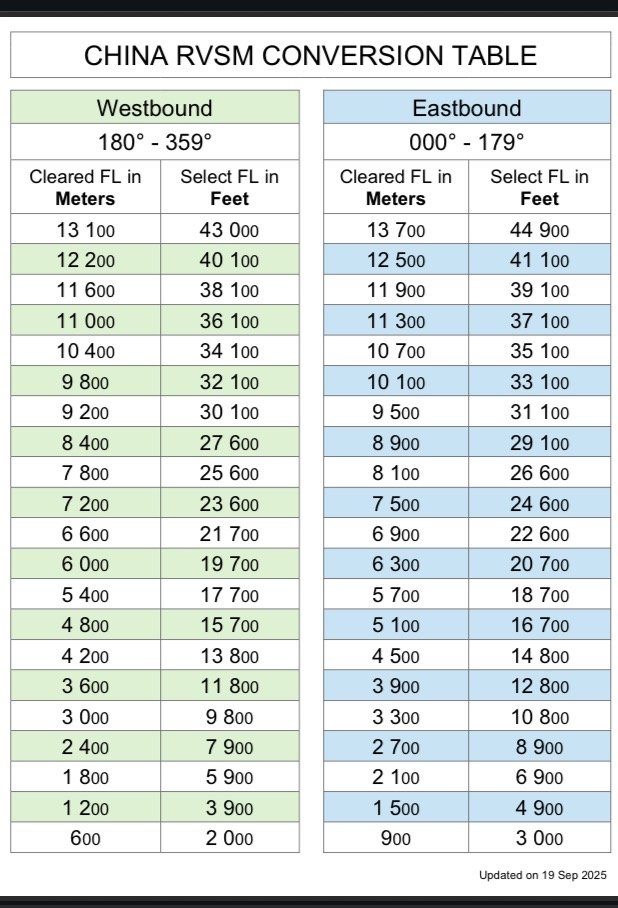 CHINA RVSM CONVERSION TABLE
Westbound
180° - 359°
Cleared FL in Meters Select FL in Feet
13 100 43 000
12 200 40 100
11 600 38 100
11 000 36 100
10 400 34 100
9 800 32 100
9 200 30 100
8 400 27 600
7 800 25 600
7 200 23 600
6 600 21 700
6 000 19 700
5 400 17 700
4 800 15 700
4 200 13 800
3 600 11 800
3 000 9 800
2 400 7 900
1 800 5 900
1 200 3 900
600 2 000
Eastbound
000° - 179°
Cleared FL in Meters Select FL in Feet
13 700 44 900
12 500 41 100
11 900 39 100
11 300 37 100
10 700 35 100
10 100 33 100
9 500 31 100
8 900 29 100
8 100 26 600
7 500 24 600
6 900 22 600
6 300 20 700
5 700 18 700
5 100 16 700
4 500 14 800
3 900 12 800
3 300 10 800
2 700 8 900
2 100 6 900
1 500 4 900
900 3 000
Updated on 19 Sep 2025